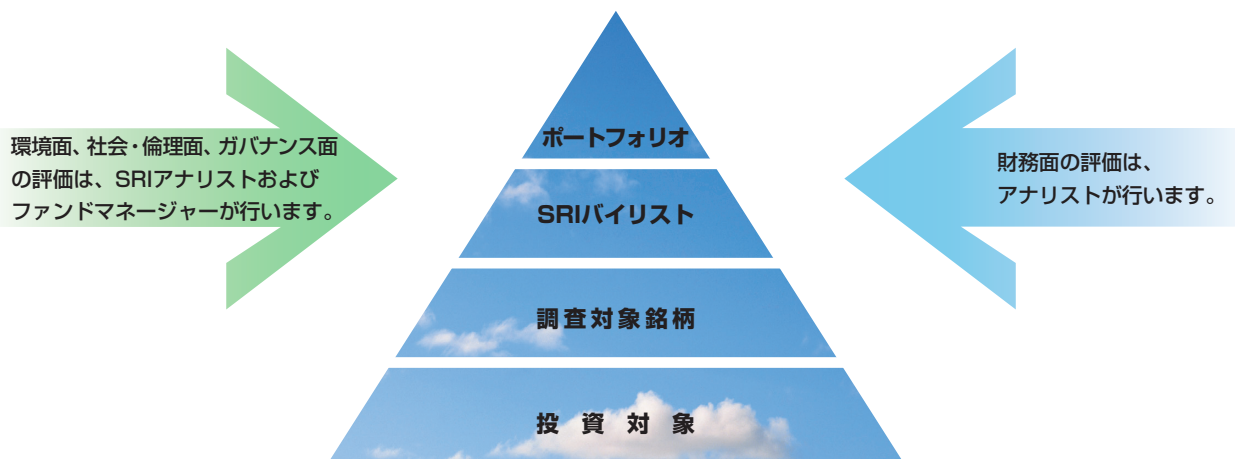 環境面、社会・倫理面、ガバナンス面
の評価は、SRIアナリストおよび
ファンドマネージャーが行います。
ポートフォリオ
SRIバイリスト
調査対象銘柄
投資対象
財務面の評価は、
アナリストが行います。